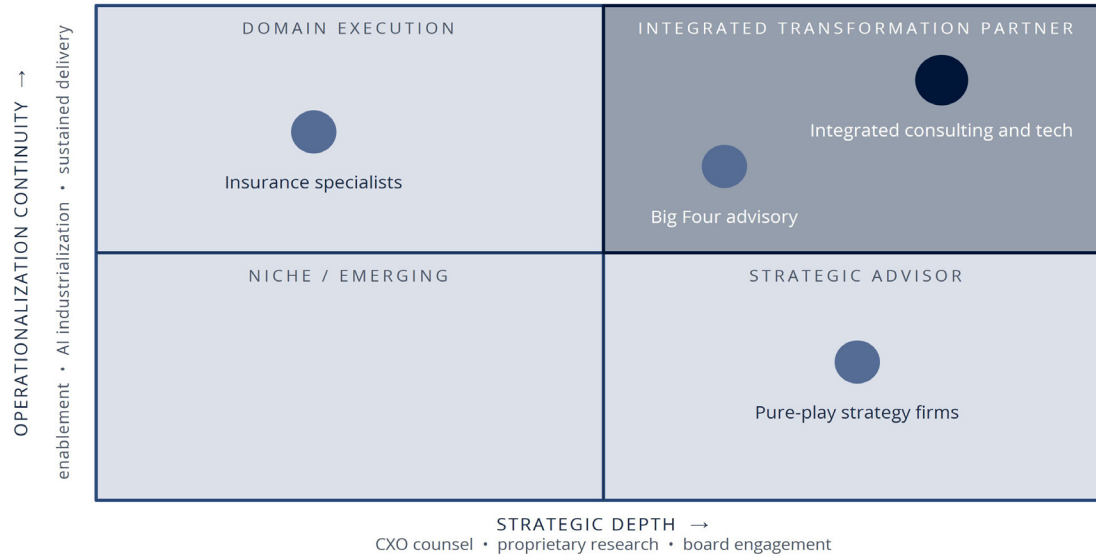 DOMAIN EXECUTION
INTEGRATED TRANSFORMATION PARTNER
Insurance specialists
Integrated consulting and tech
Big Four advisory
NICHE / EMERGING
STRATEGIC ADVISOR
Pure-play strategy firms
OPERATIONALIZATION CONTINUITY →
enablement • AI industrialization • sustained delivery
STRATEGIC DEPTH →
CXO counsel • proprietary research • board engagement